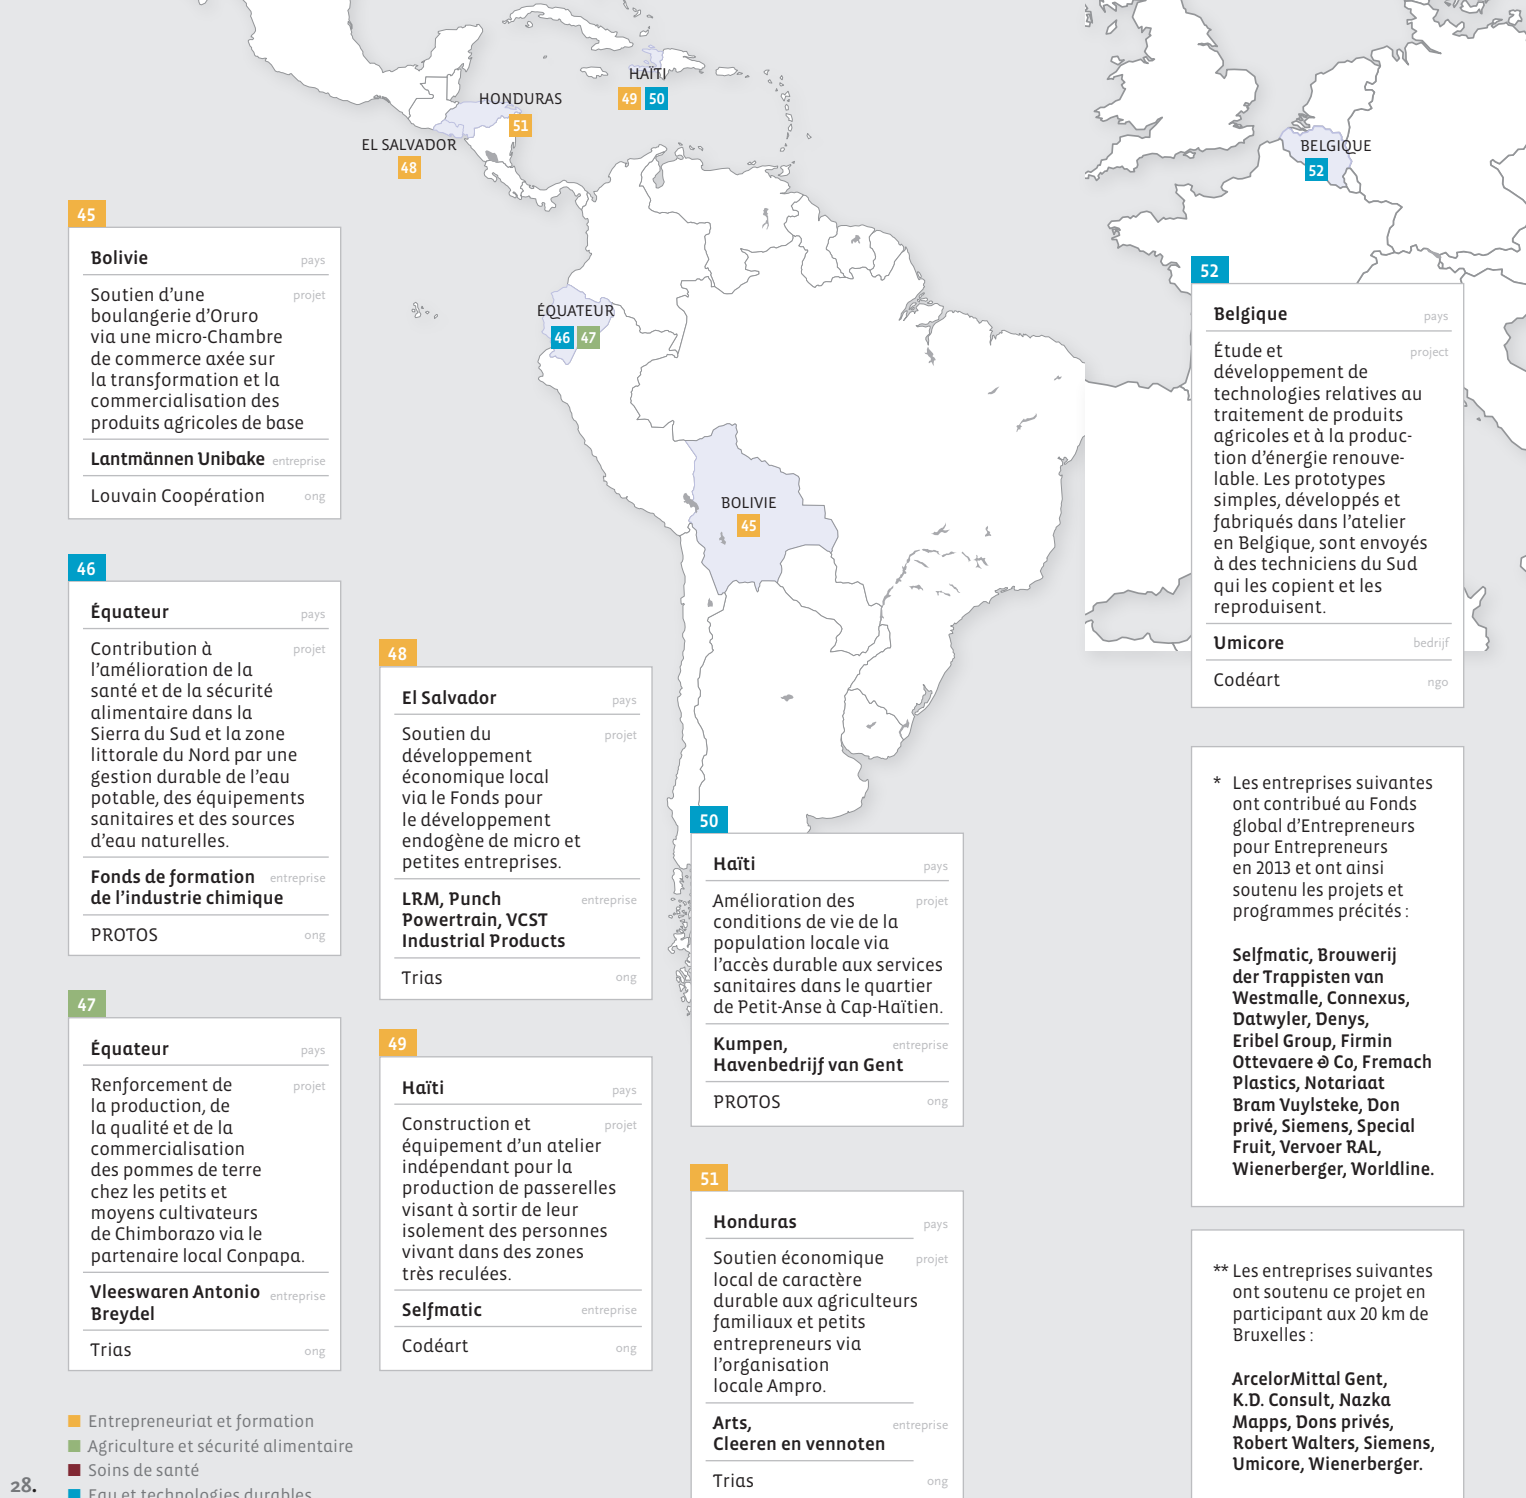 HAÏTI
49 50
HONDURAS
51
EL SALVADOR
48
BELGIQUE
52
ÉQUATEUR
46 47
BOLIVIE
45
45
Bolivie pays
Soutien d’une projet
boulangerie d’Oruro
via une micro-Chambre
de commerce axée sur
la transformation et la
commercialisation des
produits agricoles de base
Lantmännen Unibake entreprise
Louvain Coopération ong
46
Équateur pays
Contribution à projet
l’amélioration de la
santé et de la sécurité
alimentaire dans la
Sierra du Sud et la zone
littorale du Nord par une
gestion durable de l’eau
potable, des équipements
sanitaires et des sources
d’eau naturelles.
Fonds de formation entreprise
de l’industrie chimique
PROTOS ong
47
Équateur pays
Renforcement de projet
la production, de
la qualité et de la
commercialisation
des pommes de terre
chez les petits et
moyens cultivateurs
de Chimborazo via le
partenaire local Conpapa.
Vleeswaren Antonio entreprise
Breydel
Trias ong
48
El Salvador pays
Soutien du projet
développement
économique local
via le Fonds pour
le développement
endogène de micro et
petites entreprises.
LRM, Punch entreprise
Powertrain, VCST
Industrial Products
Trias ong
49
Haïti pays
Construction et projet
équipement d’un atelier
indépendant pour la
production de passerelles
visant à sortir de leur
isolement des personnes
vivant dans des zones
très reculées.
Selfmatic entreprise
Codéart ong
50
Haïti pays
Amélioration des projet
conditions de vie de la
population locale via
l’accès durable aux services
sanitaires dans le quartier
de Petit-Anse à Cap-Haïtien.
Kumpen, entreprise
Havenbedrijf van Gent
PROTOS ong
51
Honduras pays
Soutien économique projet
local de caractère
durable aux agriculteurs
familiaux et petits
entrepreneurs via
l’organisation
locale Ampro.
Arts, entreprise
Cleeren en vennoten
Trias ong
52
Belgique pays
Étude et project
développement de
technologies relatives au
traitement de produits
agricoles et à la produc-
tion d’énergie renouve-
lable. Les prototypes
simples, développés et
fabriqués dans l’atelier
en Belgique, sont envoyés
à des techniciens du Sud
qui les copient et les
reproduisent.
Umicore bedrijf
Codéart ngo
* Les entreprises suivantes
ont contribué au Fonds
global d’Entrepreneurs
pour Entrepreneurs
en 2013 et ont ainsi
soutenu les projets et
programmes précités :
Selfmatic, Brouwerij
der Trappisten van
Westmalle, Connexus,
Datwyler, Denys,
Eribel Group, Firmin
Ottevaere & Co, Fremach
Plastics, Notariaat
Bram Vuylsteke, Don
privé, Siemens, Special
Fruit, Vervoer RAL,
Wienerberger, Worldline.
** Les entreprises suivantes
ont soutenu ce projet en
participant aux 20 km de
Bruxelles :
ArcelorMittal Gent,
K.D. Consult, Nazka
Mapps, Dons privés,
Robert Walters, Siemens,
Umicore, Wienerberger.
Entrepreneuriat et formation
Agriculture et sécurité alimentaire
Soins de santé
Eau et technologies durables
28.